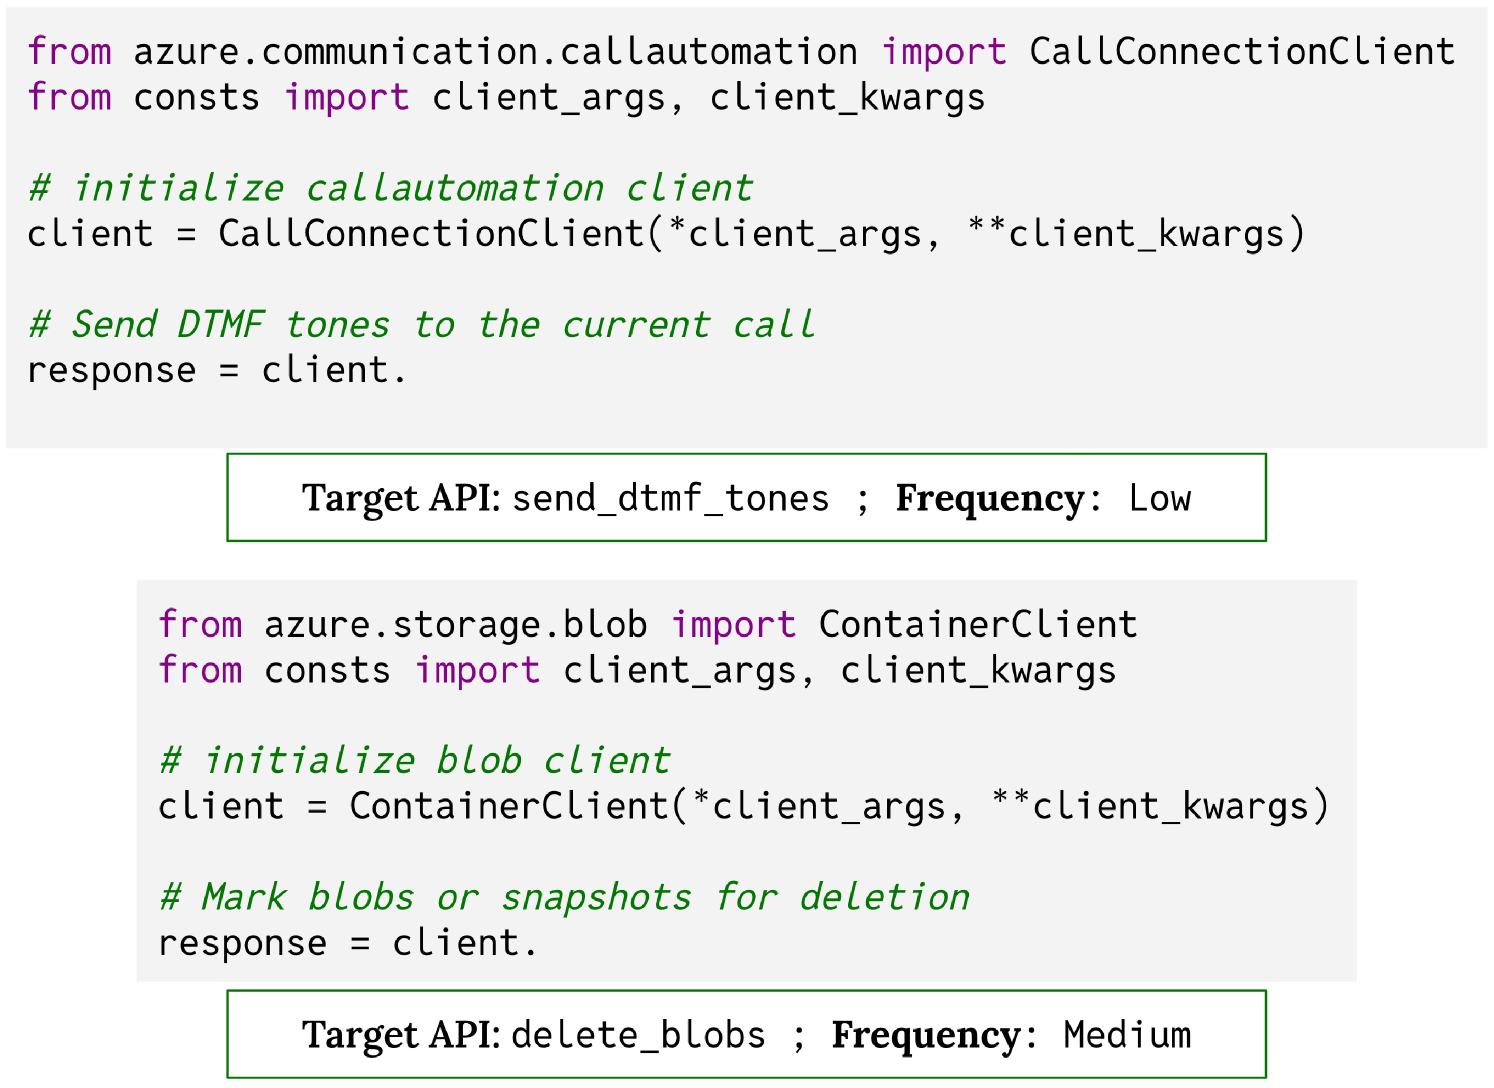 from azure.communication.callautomation import CallConnectionClient
from consts import client_args, client_kwargs
# initialize callautomation client
client = CallConnectionClient(*client_args, **client_kwargs)
# Send DTMF tones to the current call
response = client.
Target API: send_dtmf_tones ; Frequency: Low
from azure.storage.blob import ContainerClient
from consts import client_args, client_kwargs
# initialize blob client
client = ContainerClient(*client_args, **client_kwargs)
# Mark blobs or snapshots for deletion
response = client.
Target API: delete_blobs ; Frequency: Medium